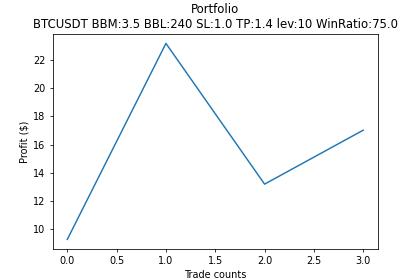 Portfolio
BTCUSDT BBM:3.5 BBL:240 SL:1.0 TP:1.4 lev:10 WinRatio:75.0
22
20
18
16
14
12
10
Profit ($)
0.0 0.5 1.0 1.5 2.0 2.5 3.0
Trade counts